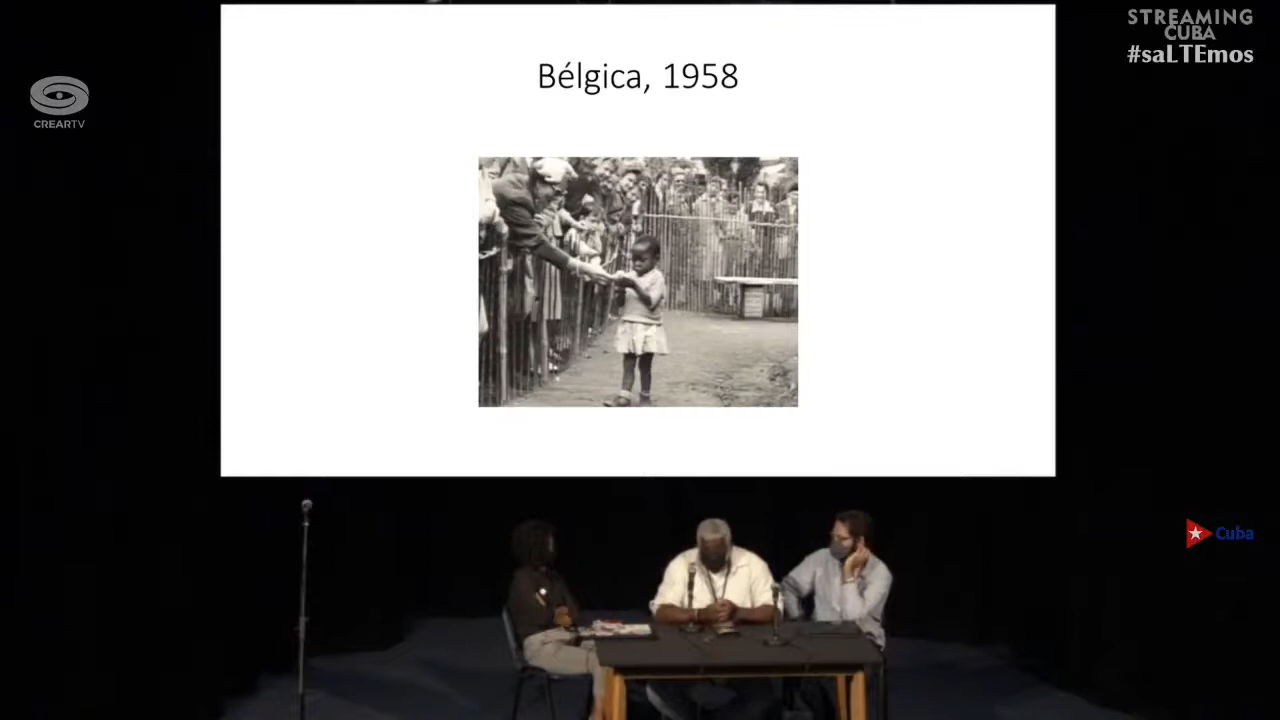 STREAMING
CUBA
#saLTEmos
CREARTV
Bélgica, 1958
Cuba